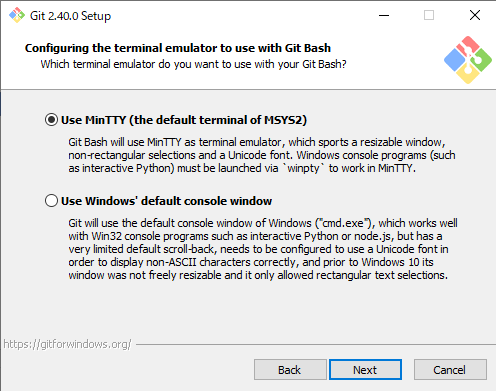 Git 2.40.0 Setup
Configuring the terminal emulator to use with Git Bash
Which terminal emulator do you want to use with your Git Bash?
Use MinTTY (the default terminal of MSYS2)
Git Bash will use MinTTY as terminal emulator, which sports a resizable window,
non-rectangular selections and a Unicode font. Windows console programs (such
as interactive Python) must be launched via `winpty` to work in MinTTY.
Use Windows' default console window
Git will use the default console window of Windows ("cmd.exe"), which works well
with Win32 console programs such as interactive Python or node.js, but has a
very limited default scroll-back, needs to be configured to use a Unicode font in
order to display non-ASCII characters correctly, and prior to Windows 10 its
window was not freely resizable and it only allowed rectangular text selections.
https://gitforwindows.org/
Back
Next
Cancel